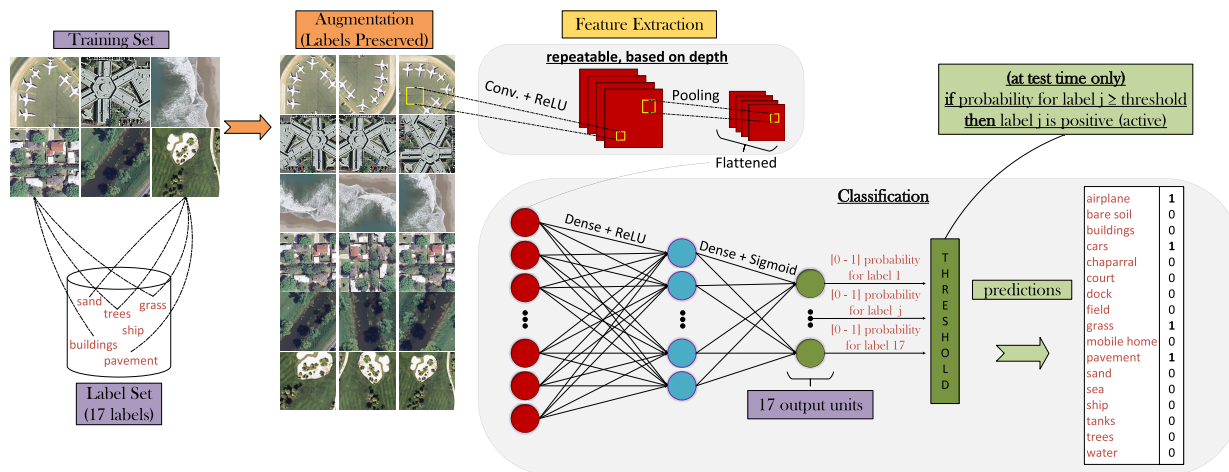 Training Set
sand
grass
trees
ship
buildings
pavement
Label Set
(17 labels)
Augmentation
(Labels Preserved)
Feature Extraction
repeatable, based on depth
Conv. + ReLU
Pooling
Flattened
(at test time only)
if probability for label j ≥ threshold
then label j is positive (active)
Classification
Dense + ReLU
Dense + Sigmoid
[0 - 1] probability
for label 1
[0 - 1] probability
for label j
[0 - 1] probability
for label 17
17 output units
THRESHOLD
predictions
airplane 1
bare soil 0
buildings 0
cars 1
chaparral 0
court 0
dock 0
field 0
grass 1
mobile home 0
pavement 1
sand 0
sea 0
ship 0
tanks 0
trees 0
water 0